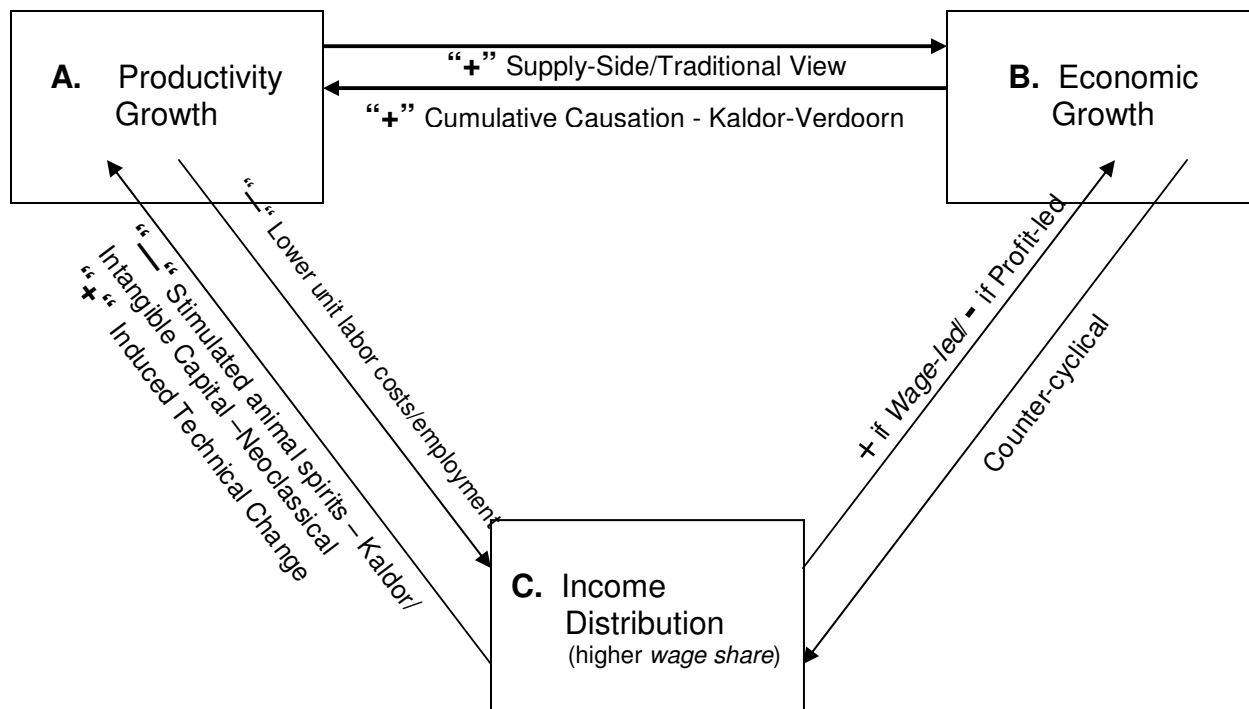 A. Productivity
Growth
“+” Supply-Side/Traditional View
“+” Cumulative Causation - Kaldor-Verdoorn
B. Economic
Growth
“_“ Lower unit labor costs/employment
“_“ Stimulated animal spirits – Kaldor/
Intangible Capital –Neoclassical
“+“ Induced Technical Change
+ if Wage-led/ - if Profit-led
Counter-cyclical
C. Income
Distribution
(higher wage share)